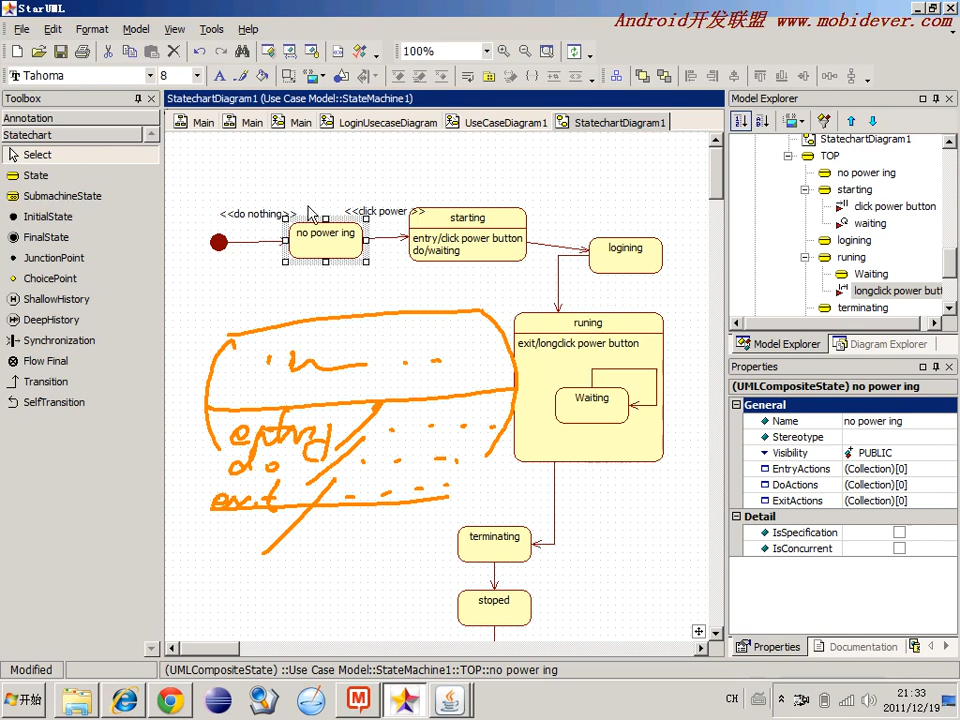 StarUML
Android开发联盟 www.mobidever.com
File Edit Format Model View Tools Help
100%
Tahoma 8
Toolbox
Annotation
Statechart
Select
State
SubmachineState
InitialState
FinalState
JunctionPoint
ChoicePoint
ShallowHistory
DeepHistory
Synchronization
Flow Final
Transition
SelfTransition
StatechartDiagram1 (Use Case Model::StateMachine1)
Main Main Main LoginUsecaseDiagram UseCaseDiagram1 StatechartDiagram1
<<do nothing>>
<<click power >>
no power ing
starting
entry/click power button
do/waiting
logining
runing
exit/longclick power button
Waiting
entry
do
exit
terminating
stoped
Model Explorer
StatechartDiagram1
TOP
no power ing
starting
click power button
waiting
logining
runing
Waiting
longclick power butt
terminating
Model Explorer Diagram Explorer
Properties
(UMLCompositeState) no power ing
General
Name no power ing
Stereotype
Visibility PUBLIC
EntryActions (Collection)[0]
DoActions (Collection)[0]
ExitActions (Collection)[0]
Detail
IsSpecification
IsConcurrent
Properties Documentation
Modified (UMLCompositeState) ::Use Case Model::StateMachine1::TOP::no power ing
开始
CH
21:33
2011/12/19